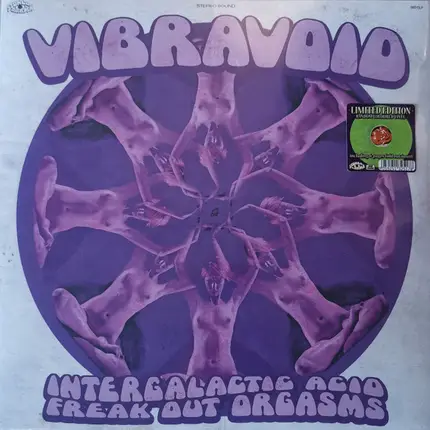 STEREO SOUND
VIBRAVOID
LIMITED EDITION
INTERGALACTIC ACID
FREAK OUT ORGASMS